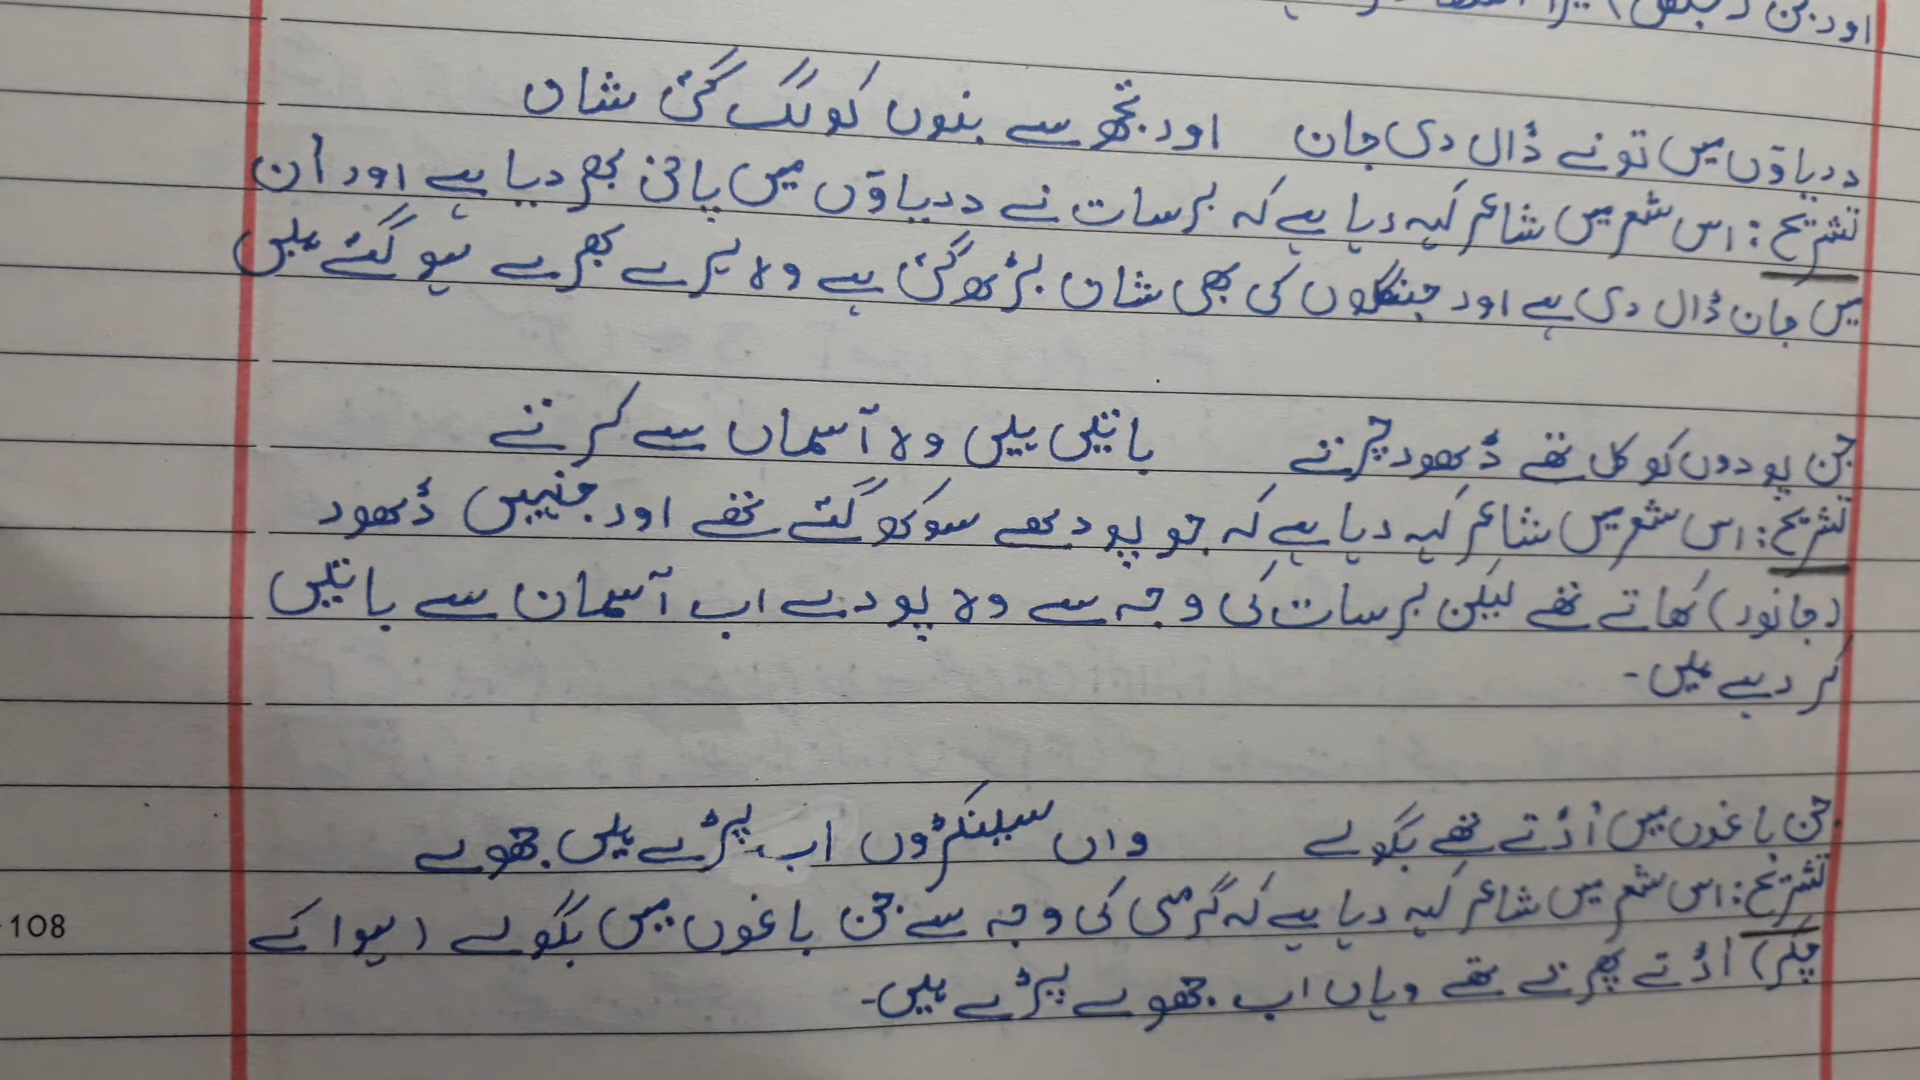 اور بن
دریاؤں میں تونے ڈال دی جان اور تجھ سے بنوں کو لگ گئی شان
تشریح: اس شعر میں شاعر کہہ رہا ہے کہ برسات نے دریاؤں میں پانی بھر دیا ہے اور اُن
میں جان ڈال دی ہے اور جنگلوں کی بھی شان بڑھ گئی ہے وہ ہرے بھرے ہو گئے ہیں
جن پودوں کو کل تھے ڈھور چرتے باتیں ہیں وہ آسماں سے کرتے
تشریح: اس شعر میں شاعر کہہ رہا ہے کہ جو پودھے سوکھ گئے تھے اور جنہیں ڈھور
(جانور) کھاتے تھے لیکن برسات کی وجہ سے وہ پودے اب آسمان سے باتیں
کر رہے ہیں۔
جن باغوں میں اُڑتے تھے بگولے واں سینکڑوں اب پڑے ہیں جھولے
تشریح: اس شعر میں شاعر کہہ رہا ہے کہ گرمی کی وجہ سے جن باغوں میں بگولے (ہوا کے
چکر) اُڑتے پھرتے تھے وہاں اب جھولے پڑے ہیں۔
108